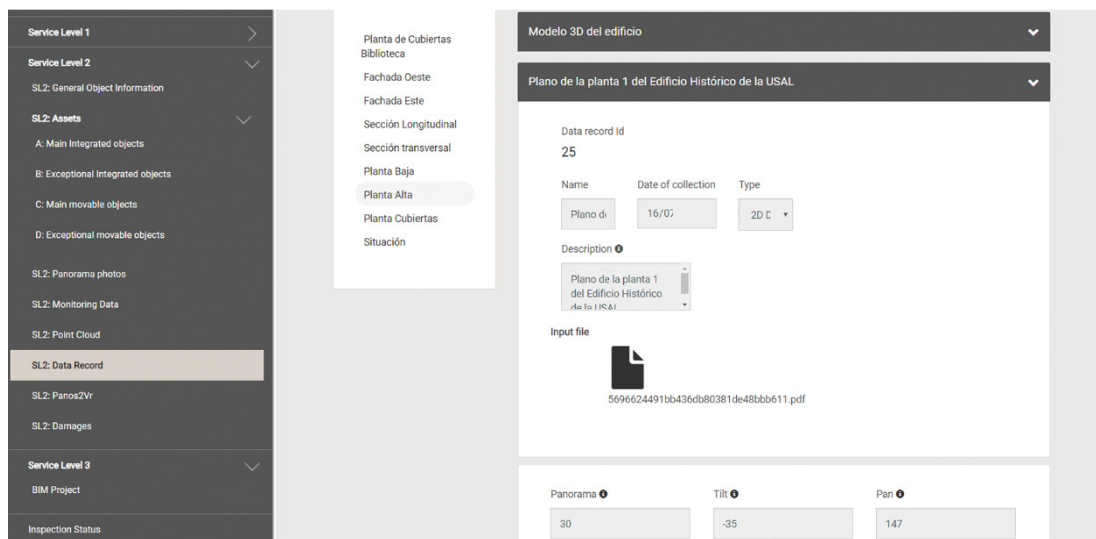 Service Level 1
Service Level 2
SL2: General Object Information
SL2: Assets
A: Main Integrated objects
B: Exceptional Integrated objects
C: Main movable objects
D: Exceptional movable objects
SL2: Panorama photos
SL2: Monitoring Data
SL2: Point Cloud
SL2: Data Record
SL2: Panos2Vr
SL2: Damages
Service Level 3
BIM Project
Inspection Status
Planta de Cubiertas
Biblioteca
Fachada Oeste
Fachada Este
Sección Longitudinal
Sección transversal
Planta Baja
Planta Alta
Planta Cubiertas
Situación
Modelo 3D del edificio
Plano de la planta 1 del Edificio Histórico de la USAL
Data record Id
25
Name Date of collection Type
Plano de 16/07 2D D
Description
Plano de la planta 1
del Edificio Histórico
de la USAL
Input file
5696624491bb436db80381de48bbb611.pdf
Panorama Tilt Pan
30 -35 147